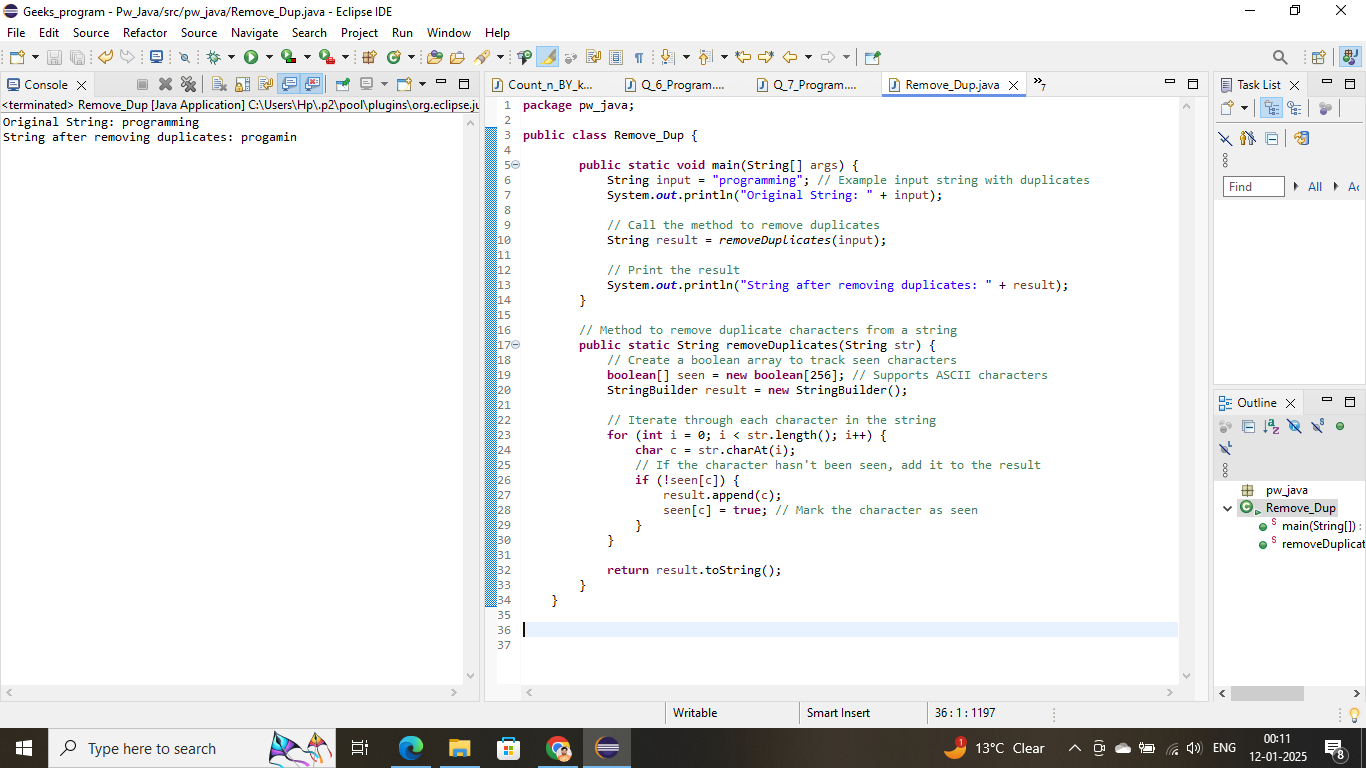 Geeks_program - Pw_Java/src/pw_java/Remove_Dup.java - Eclipse IDE
File Edit Source Refactor Source Navigate Search Project Run Window Help
Console
<terminated> Remove_Dup [Java Application] C:\Users\Hp\.p2\pool\plugins\org.eclipse.ju
Original String: programming
String after removing duplicates: progamin
Count_n_BY_k... Q_6_Program.... Q_7_Program.... Remove_Dup.java »7
1 package pw_java;
2
3 public class Remove_Dup {
4
5 public static void main(String[] args) {
6 String input = "programming"; // Example input string with duplicates
7 System.out.println("Original String: " + input);
8
9 // Call the method to remove duplicates
10 String result = removeDuplicates(input);
11
12 // Print the result
13 System.out.println("String after removing duplicates: " + result);
14 }
15
16 // Method to remove duplicate characters from a string
17 public static String removeDuplicates(String str) {
18 // Create a boolean array to track seen characters
19 boolean[] seen = new boolean[256]; // Supports ASCII characters
20 StringBuilder result = new StringBuilder();
21
22 // Iterate through each character in the string
23 for (int i = 0; i < str.length(); i++) {
24 char c = str.charAt(i);
25 // If the character hasn't been seen, add it to the result
26 if (!seen[c]) {
27 result.append(c);
28 seen[c] = true; // Mark the character as seen
29 }
30 }
31
32 return result.toString();
33 }
34 }
35
36
37
Task List
Find All Ac
Outline
pw_java
Remove_Dup
main(String[]) :
removeDuplicat
Writable Smart Insert 36 : 1 : 1197
Type here to search
1 13°C Clear ENG 00:11
12-01-2025 8